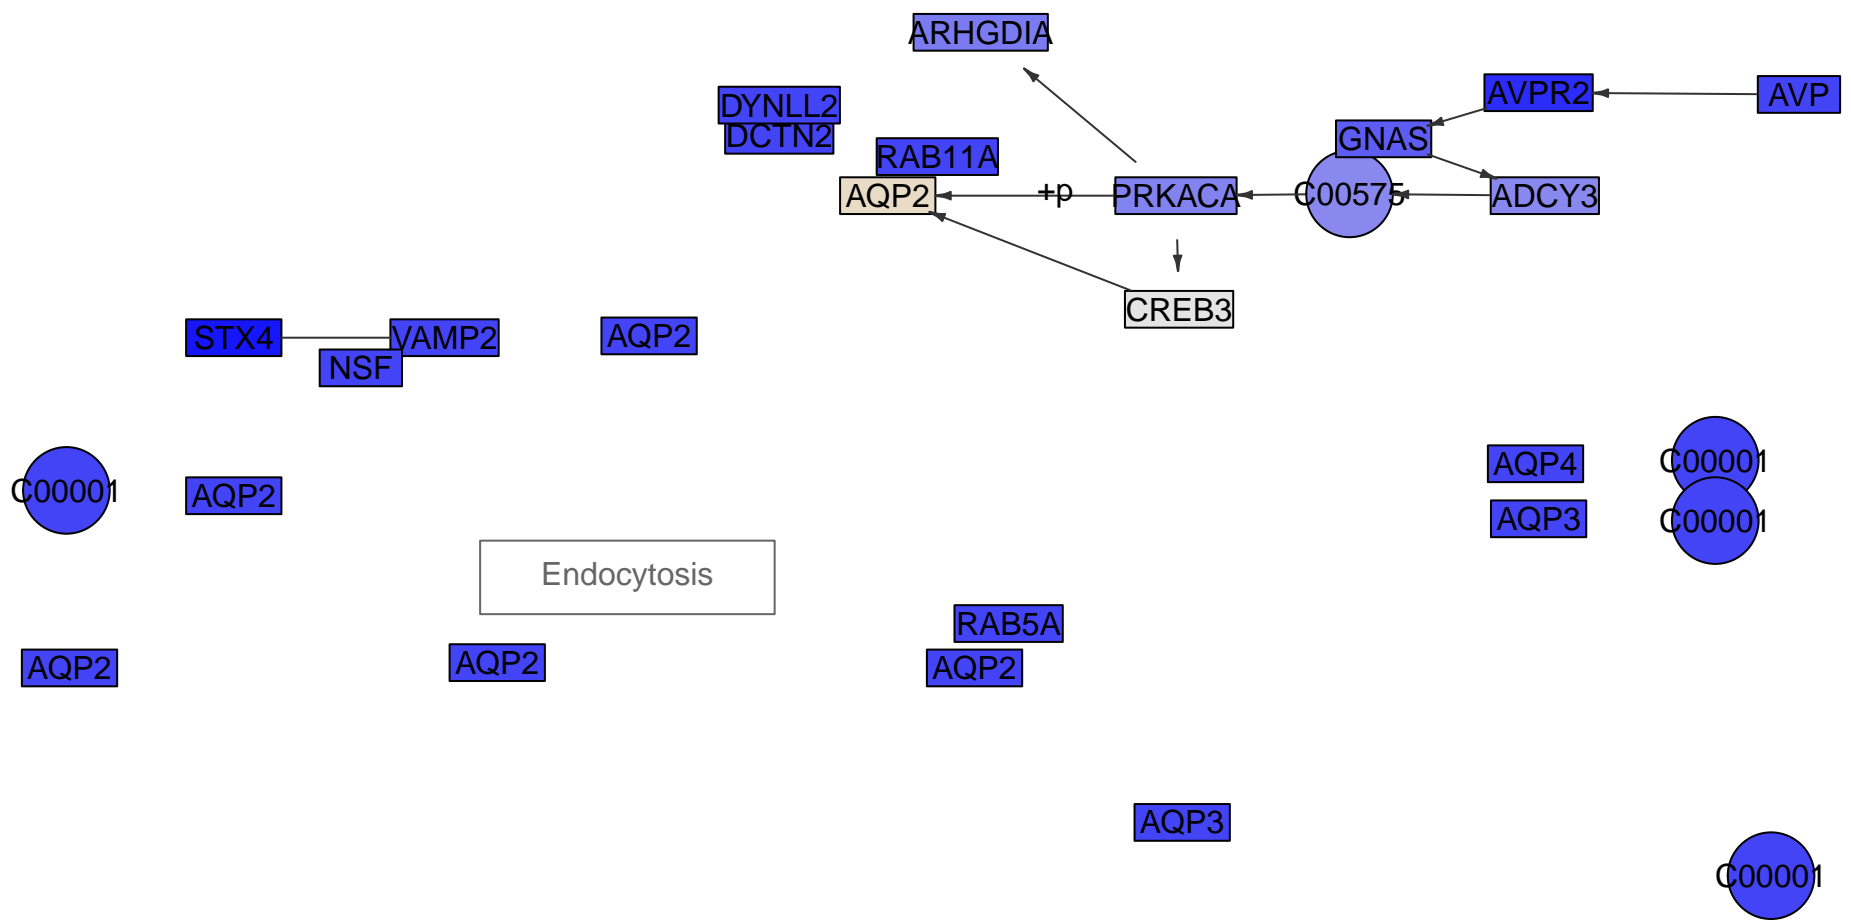 ARHGDIA
DYNLL2
DCTN2
AVPR2
AVP
RAB11A
GNAS
AQP2
+p
PRKACA
C00575
ADCY3
CREB3
STX4
VAMP2
NSF
AQP2
C00001
AQP2
AQP4
C00001
AQP3
C00001
Endocytosis
RAB5A
AQP2
AQP2
AQP2
AQP3
C00001